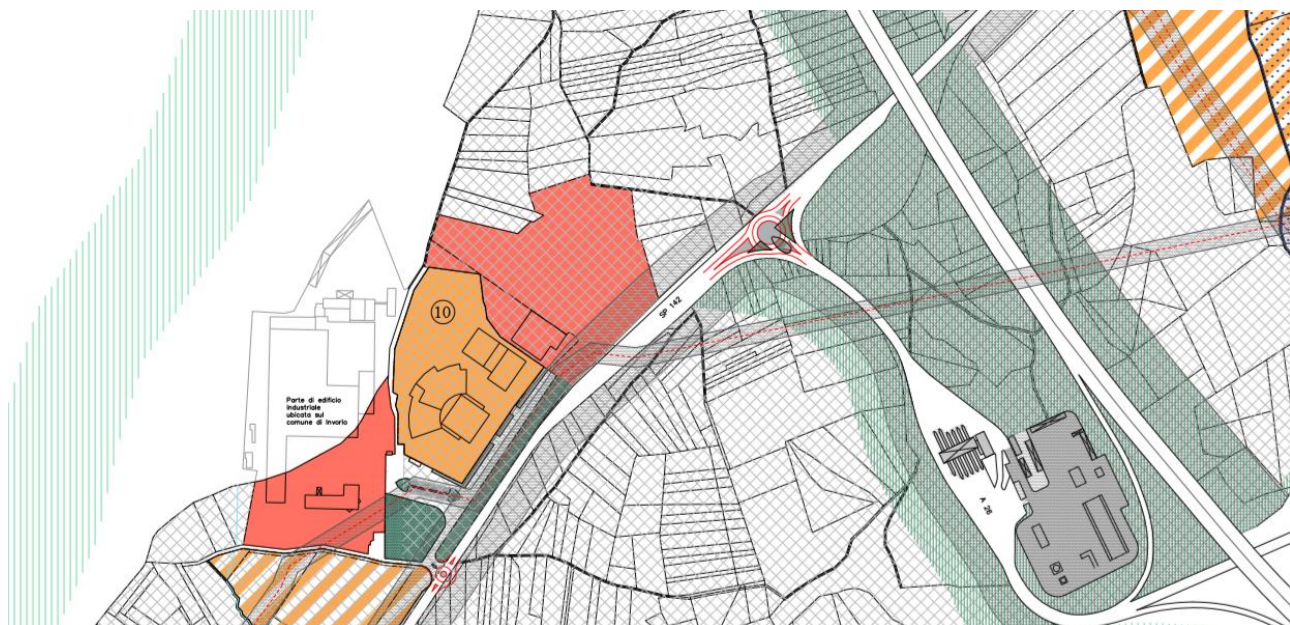 10
SP 142
Parte di edificio
industriale
ubicata sul
comune di Invorio
A 26